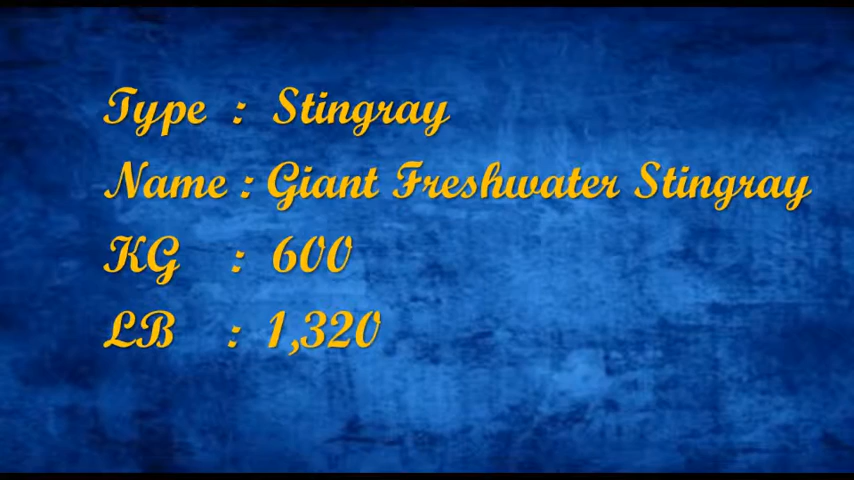 Type : Stingray
Name : Giant Freshwater Stingray
KG : 600
LB : 1,320